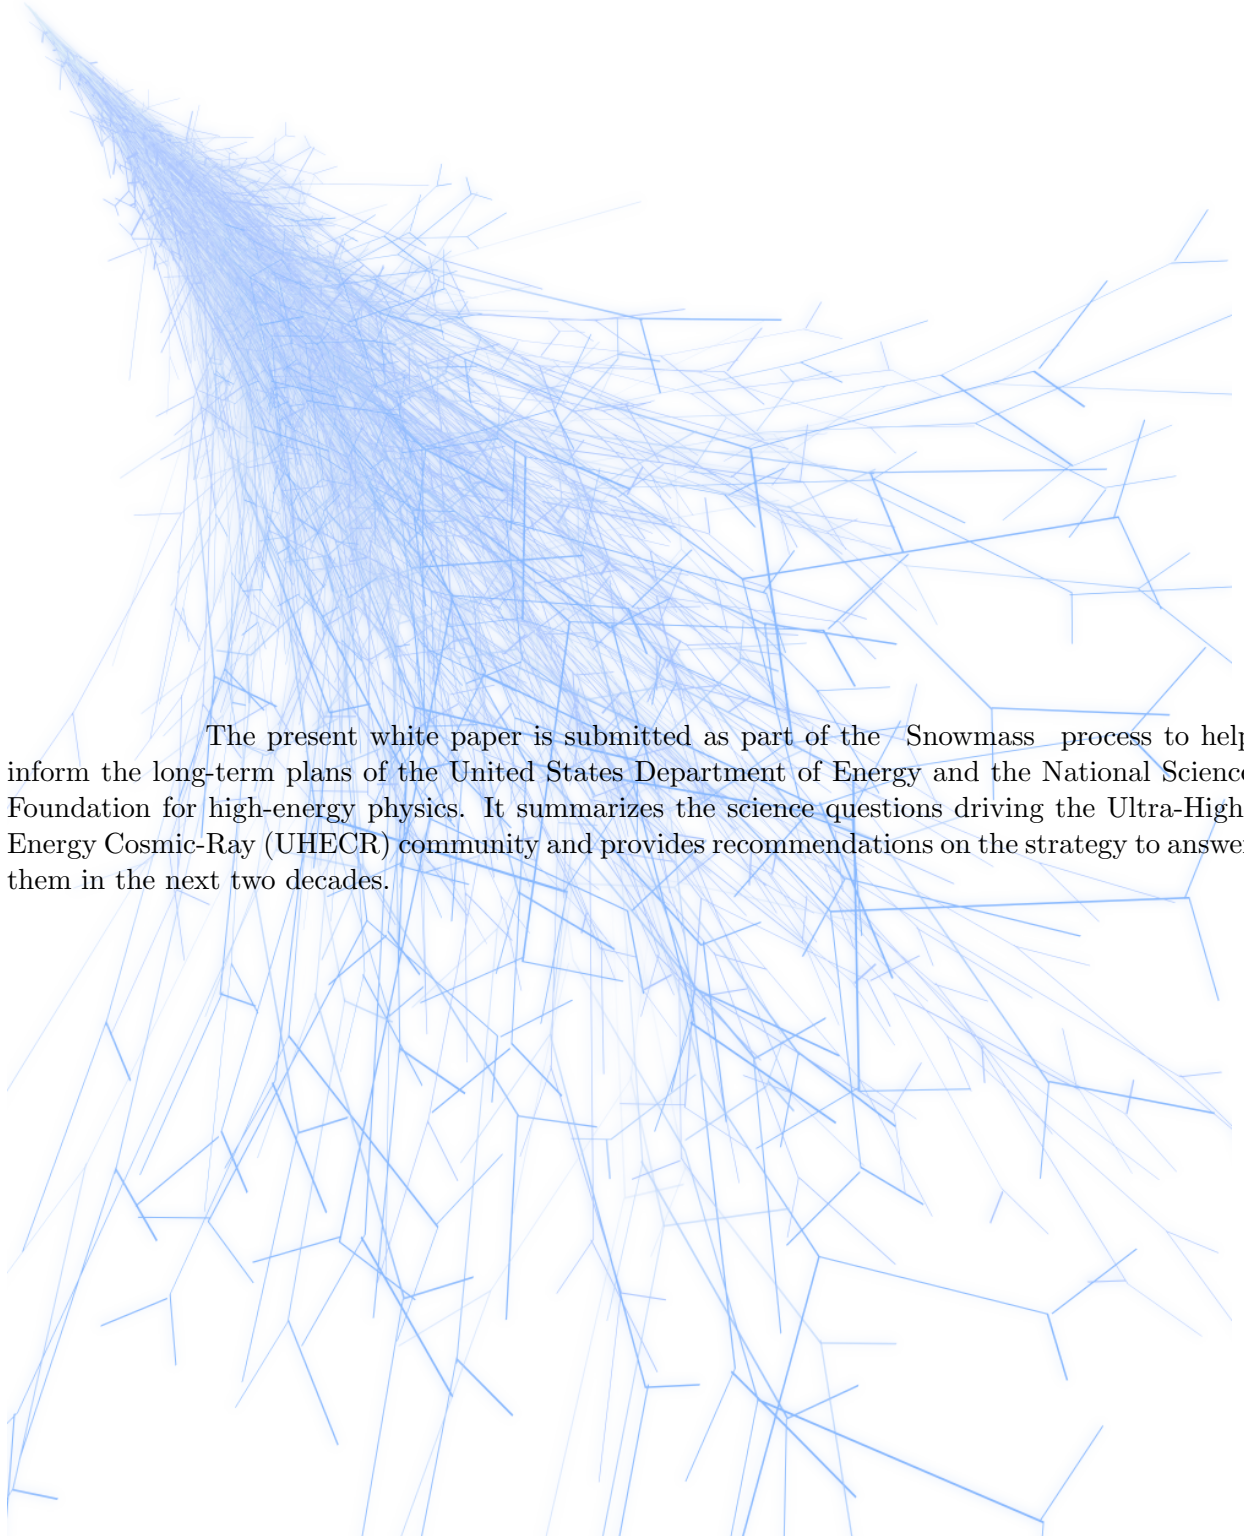 The present white paper is submitted as part of the Snowmass process to help
inform the long-term plans of the United States Department of Energy and the National Science
Foundation for high-energy physics. It summarizes the science questions driving the Ultra-High-
Energy Cosmic-Ray (UHECR) community and provides recommendations on the strategy to answer
them in the next two decades.